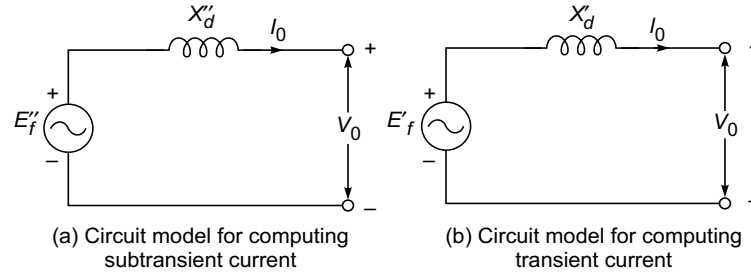 X″d I0 +
+ E″f – V0
–
(a) Circuit model for computing
subtransient current
X′d I0 +
+ E′f – V0
–
(b) Circuit model for computing
transient current